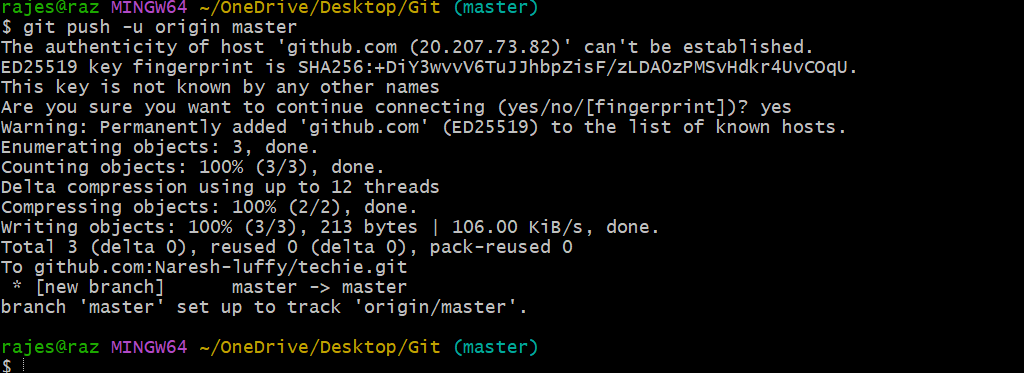 rajes@raz MINGW64 ~/OneDrive/Desktop/Git (master)
$ git push -u origin master
The authenticity of host 'github.com (20.207.73.82)' can't be established.
ED25519 key fingerprint is SHA256:+DiY3wvvV6TuJJhbpZisF/zLDA0zPMSvHdkr4UvCOqU.
This key is not known by any other names
Are you sure you want to continue connecting (yes/no/[fingerprint])? yes
Warning: Permanently added 'github.com' (ED25519) to the list of known hosts.
Enumerating objects: 3, done.
Counting objects: 100% (3/3), done.
Delta compression using up to 12 threads
Compressing objects: 100% (2/2), done.
Writing objects: 100% (3/3), 213 bytes | 106.00 KiB/s, done.
Total 3 (delta 0), reused 0 (delta 0), pack-reused 0
To github.com:Naresh-luffy/techie.git
 * [new branch]      master -> master
branch 'master' set up to track 'origin/master'.
rajes@raz MINGW64 ~/OneDrive/Desktop/Git (master)
$